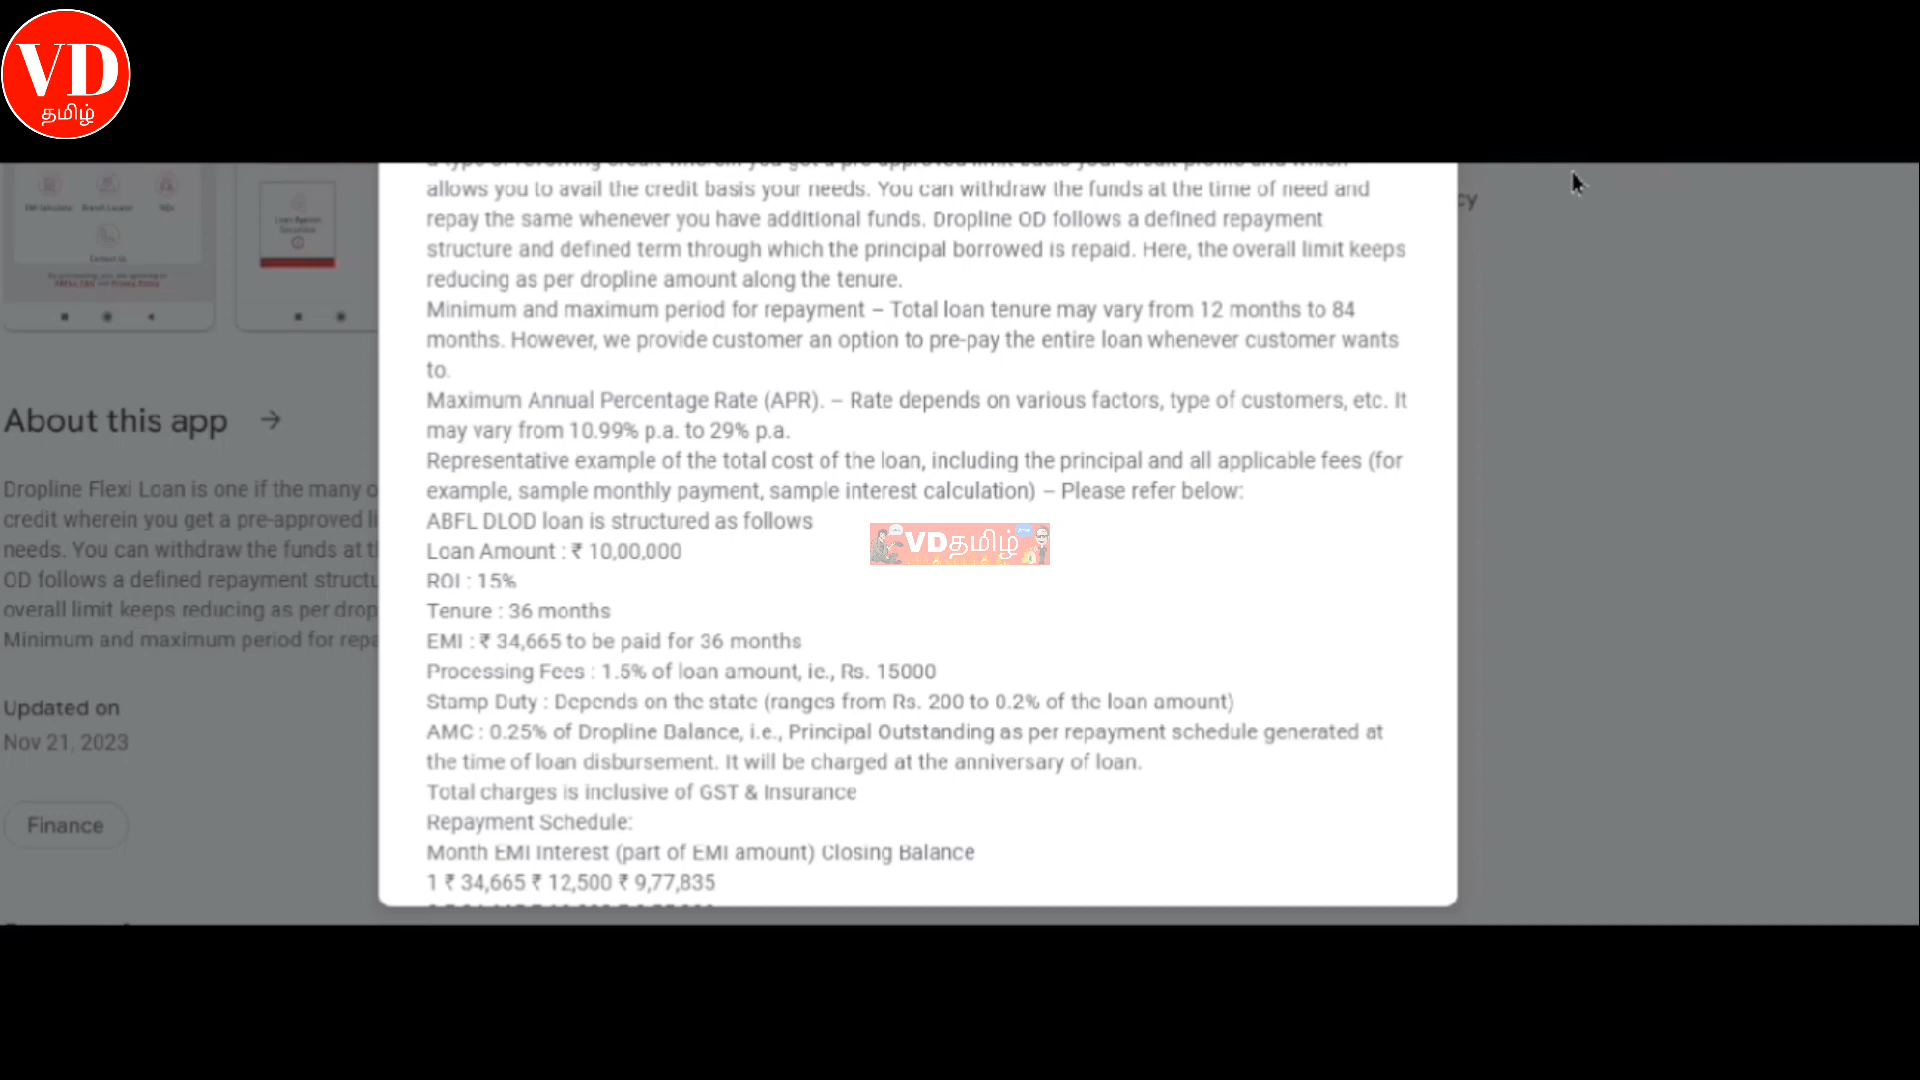 VD
தமிழ்
allows you to avail the credit basis your needs. You can withdraw the funds at the time of need and
repay the same whenever you have additional funds. Dropline OD follows a defined repayment
structure and defined term through which the principal borrowed is repaid. Here, the overall limit keeps
reducing as per dropline amount along the tenure.
Minimum and maximum period for repayment – Total loan tenure may vary from 12 months to 84
months. However, we provide customer an option to pre-pay the entire loan whenever customer wants
to.
Maximum Annual Percentage Rate (APR). – Rate depends on various factors, type of customers, etc. It
may vary from 10.99% p.a. to 29% p.a.
Representative example of the total cost of the loan, including the principal and all applicable fees (for
example, sample monthly payment, sample interest calculation) – Please refer below:
ABFL DLOD loan is structured as follows
Loan Amount : ₹ 10,00,000
ROI : 15%
Tenure : 36 months
EMI : ₹ 34,665 to be paid for 36 months
Processing Fees : 1.5% of loan amount, ie., Rs. 15000
Stamp Duty : Depends on the state (ranges from Rs. 200 to 0.2% of the loan amount)
AMC : 0.25% of Dropline Balance, i.e., Principal Outstanding as per repayment schedule generated at
the time of loan disbursement. It will be charged at the anniversary of loan.
Total charges is inclusive of GST & Insurance
Repayment Schedule:
Month EMI Interest (part of EMI amount) Closing Balance
1 ₹ 34,665 ₹ 12,500 ₹ 9,77,835
VDதமிழ்
cy
Contact Us
Loan Against
Securities
About this app
Dropline Flexi Loan is one if the many o
credit wherein you get a pre-approved li
needs. You can withdraw the funds at t
OD follows a defined repayment structu
overall limit keeps reducing as per drop
Minimum and maximum period for repa
Updated on
Nov 21, 2023
Finance